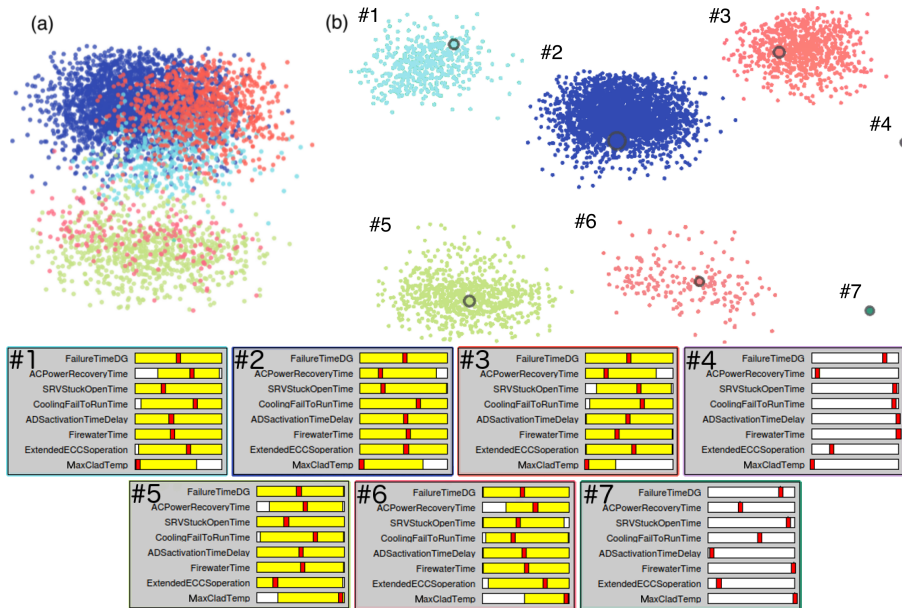 (a)
(b)
#1
#2
#3
#4
#5
#6
#7
#1
FailureTimeDG
ACPowerRecoveryTime
SRVStuckOpenTime
CoolingFailToRunTime
ADSactivationTimeDelay
FirewaterTime
ExtendedECCSoperation
MaxCladTemp
#2
FailureTimeDG
ACPowerRecoveryTime
SRVStuckOpenTime
CoolingFailToRunTime
ADSactivationTimeDelay
FirewaterTime
ExtendedECCSoperation
MaxCladTemp
#3
FailureTimeDG
ACPowerRecoveryTime
SRVStuckOpenTime
CoolingFailToRunTime
ADSactivationTimeDelay
FirewaterTime
ExtendedECCSoperation
MaxCladTemp
#4
FailureTimeDG
ACPowerRecoveryTime
SRVStuckOpenTime
CoolingFailToRunTime
ADSactivationTimeDelay
FirewaterTime
ExtendedECCSoperation
MaxCladTemp
#5
FailureTimeDG
ACPowerRecoveryTime
SRVStuckOpenTime
CoolingFailToRunTime
ADSactivationTimeDelay
FirewaterTime
ExtendedECCSoperation
MaxCladTemp
#6
FailureTimeDG
ACPowerRecoveryTime
SRVStuckOpenTime
CoolingFailToRunTime
ADSactivationTimeDelay
FirewaterTime
ExtendedECCSoperation
MaxCladTemp
#7
FailureTimeDG
ACPowerRecoveryTime
SRVStuckOpenTime
CoolingFailToRunTime
ADSactivationTimeDelay
FirewaterTime
ExtendedECCSoperation
MaxCladTemp